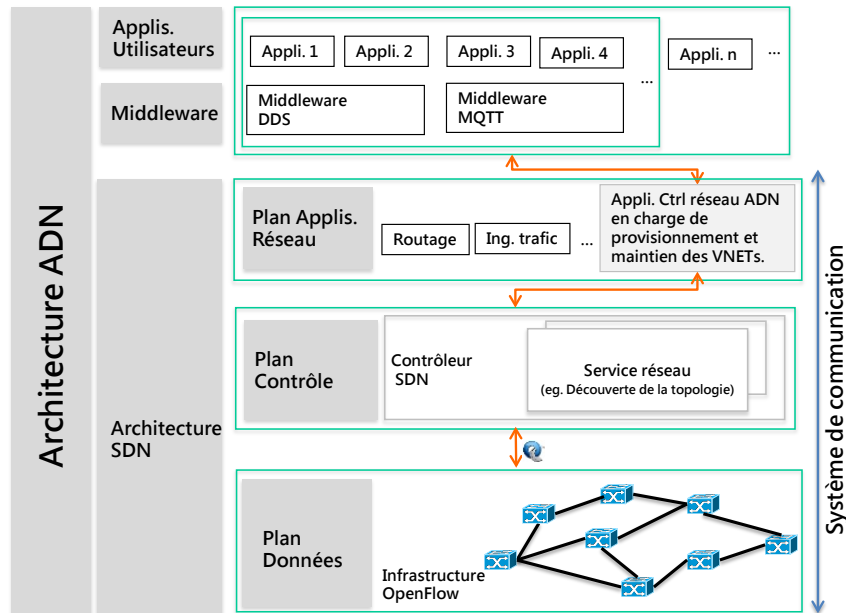 Architecture ADN
Applis.
Utilisateurs
Middleware
Architecture
SDN
Appli. 1
Appli. 2
Appli. 3
Appli. 4
...
Appli. n
...
Middleware
DDS
Middleware
MQTT
Plan Applis.
Réseau
Routage
Ing. trafic
...
Appli. Ctrl réseau ADN
en charge de
provisionnement et
maintien des VNETs.
Plan
Contrôle
Contrôleur
SDN
Service réseau
(eg. Découverte de la topologie)
Plan
Données
Infrastructure
OpenFlow
Système de communication